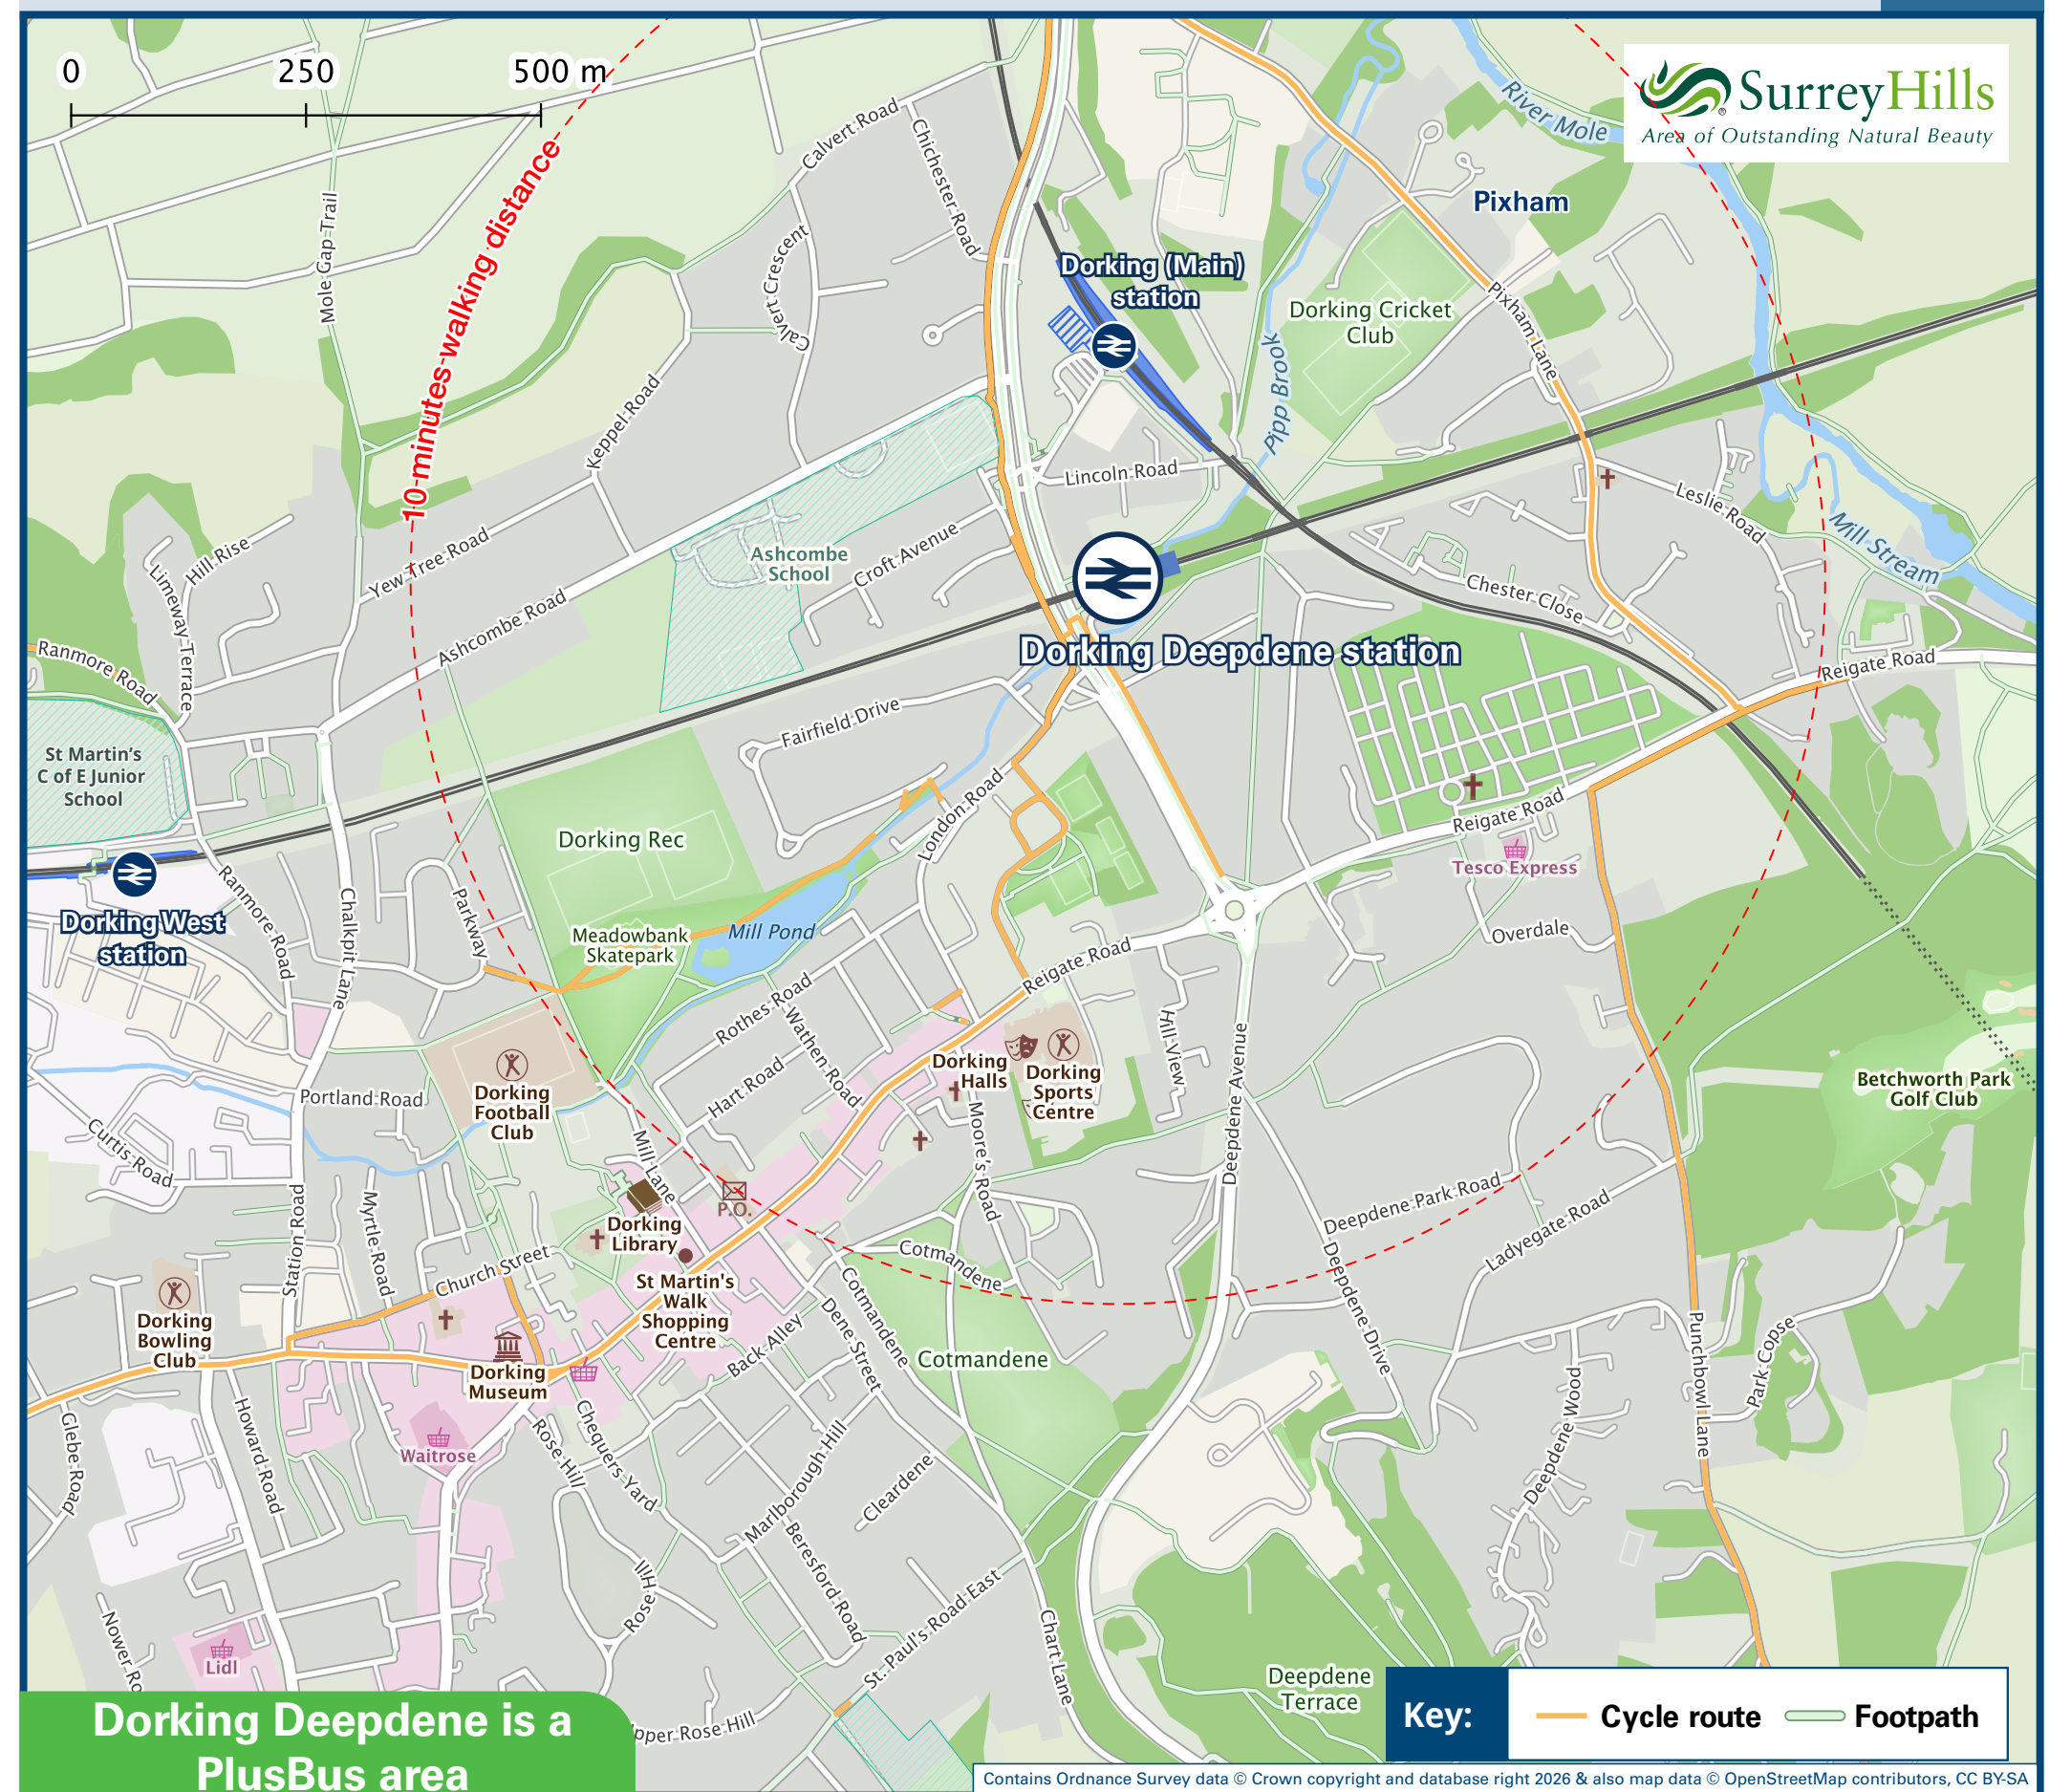 0 250 500 m
SurreyHills
®
Area of Outstanding Natural Beauty
River Mole
Pixham
Calvert Road
Chichester Road
Mole Gap Trail
10 minutes walking distance
Calvert Crescent
Dorking (Main)
station
Dorking Cricket
Club
Pixham Lane
Pipp Brook
Keppel Road
Lincoln Road
Leslie Road
Mill Stream
Hill Rise
Limeway Terrace
Yew Tree Road
Ashcombe
School
Croft Avenue
Chester Close
Ashcombe Road
Ranmore Road
Dorking Deepdene station
Reigate Road
St Martin's
C of E Junior
School
Fairfield Drive
London Road
Dorking Rec
Reigate Road
Tesco Express
Dorking West
station
Ranmore Road
Chalkpit Lane
Parkway
Meadowbank
Skatepark
Mill Pond
Overdale
Reigate Road
Rothes Road
Wathen Road
Hart Road
Hill View
Deepdene Avenue
Dorking
Halls
Dorking
Sports
Centre
Betchworth Park
Golf Club
Dorking
Football
Club
Portland Road
Curtis Road
Mill Lane
Moore's Road
P.O.
Station Road
Myrtle Road
Dorking
Library
Deepdene Park Road
Ladyegate Road
Church Street
Cotmandene
Deepdene Drive
Dorking
Bowling
Club
St Martin's
Walk
Shopping
Centre
Cotmandene
Dene Street
Back Alley
Cotmandene
Dorking
Museum
Punchbowl Lane
Park Copse
Glebe Road
Howard Road
Waitrose
Rose Hill
Chequers Yard
Marlborough Hill
Cleardene
Deepdene Wood
Beresford Road
Rose Hill
St. Paul's Road East
Chart Lane
Nower Ro
Lidl
Deepdene
Terrace
pper Rose Hill
Dorking Deepdene is a
PlusBus area
Key: Cycle route Footpath
Contains Ordnance Survey data © Crown copyright and database right 2026 & also map data © OpenStreetMap contributors, CC BY-SA